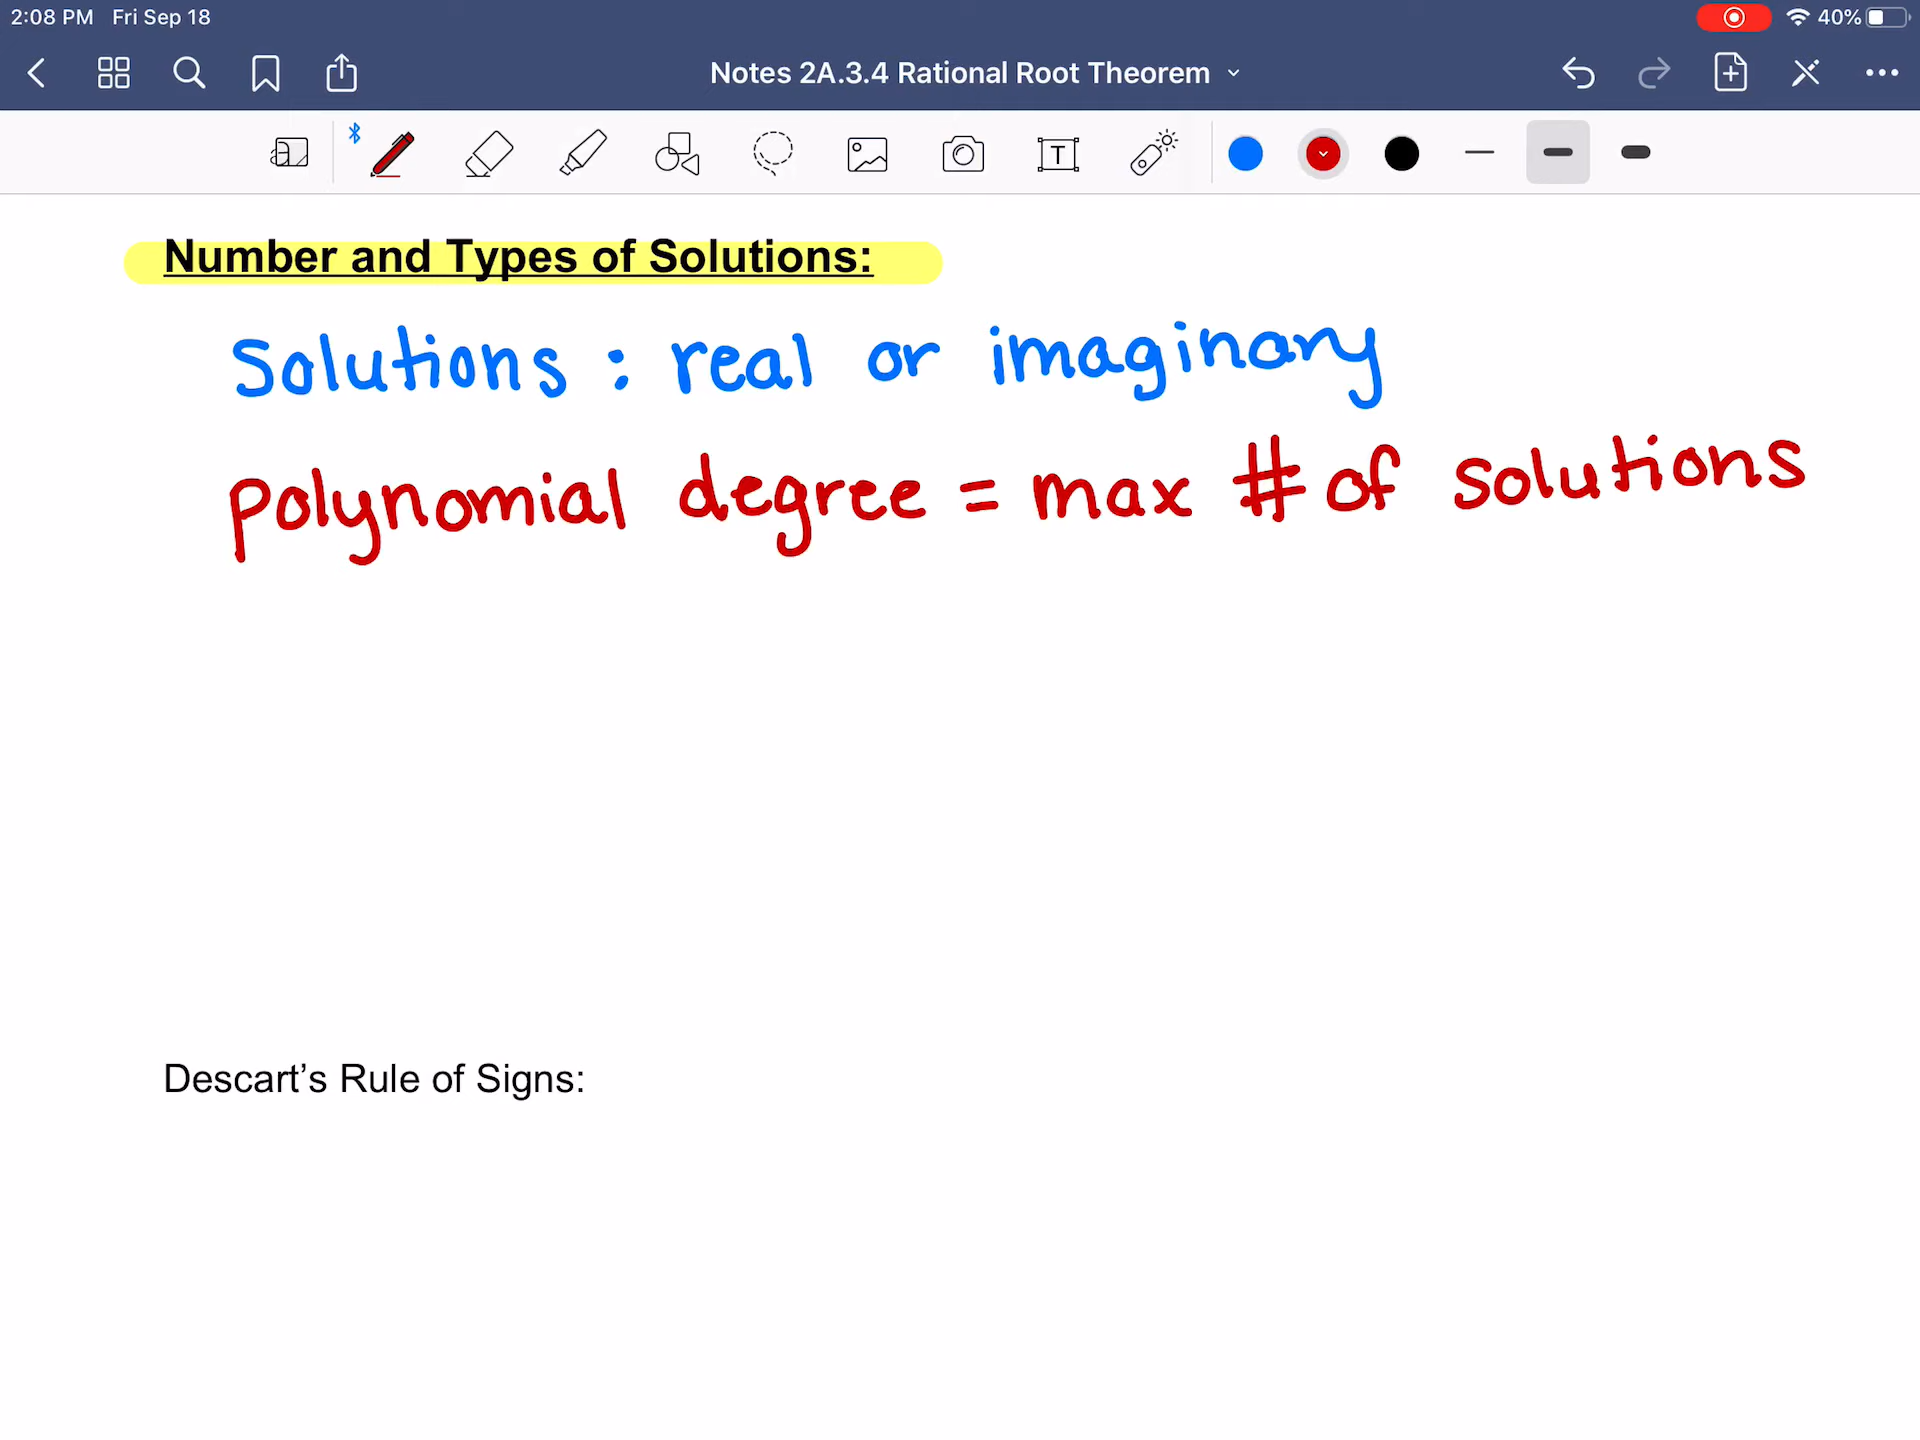 2:08 PM Fri Sep 18 40%
Notes 2A.3.4 Rational Root Theorem
a T
Number and Types of Solutions:
Solutions : real or imaginary
polynomial degree = max # of solutions
Descart’s Rule of Signs: